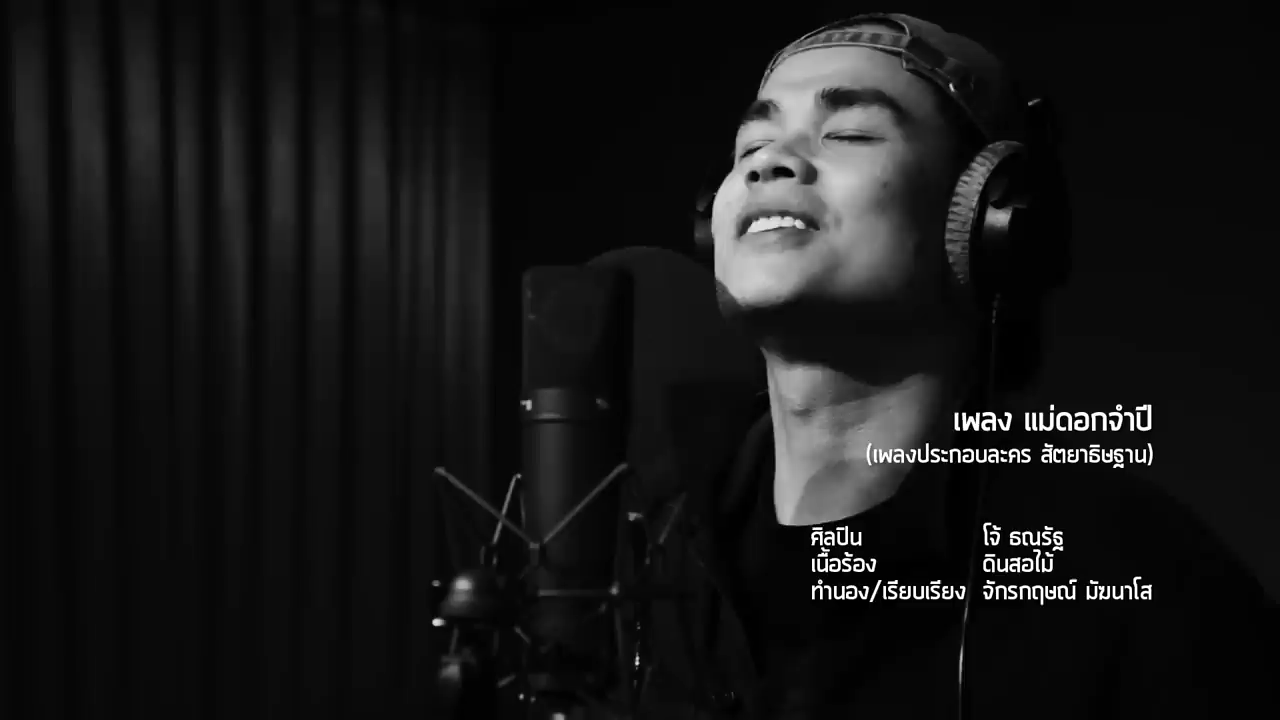 เพลง แม่ดอกจำปี
(เพลงประกอบละคร สัตยาธิษฐาน)
ศิลปิน โจ้ ธณรัฐ
เนื้อร้อง ดินสอไม้
ทำนอง/เรียบเรียง จักรกฤษณ์ มัฆนาโส